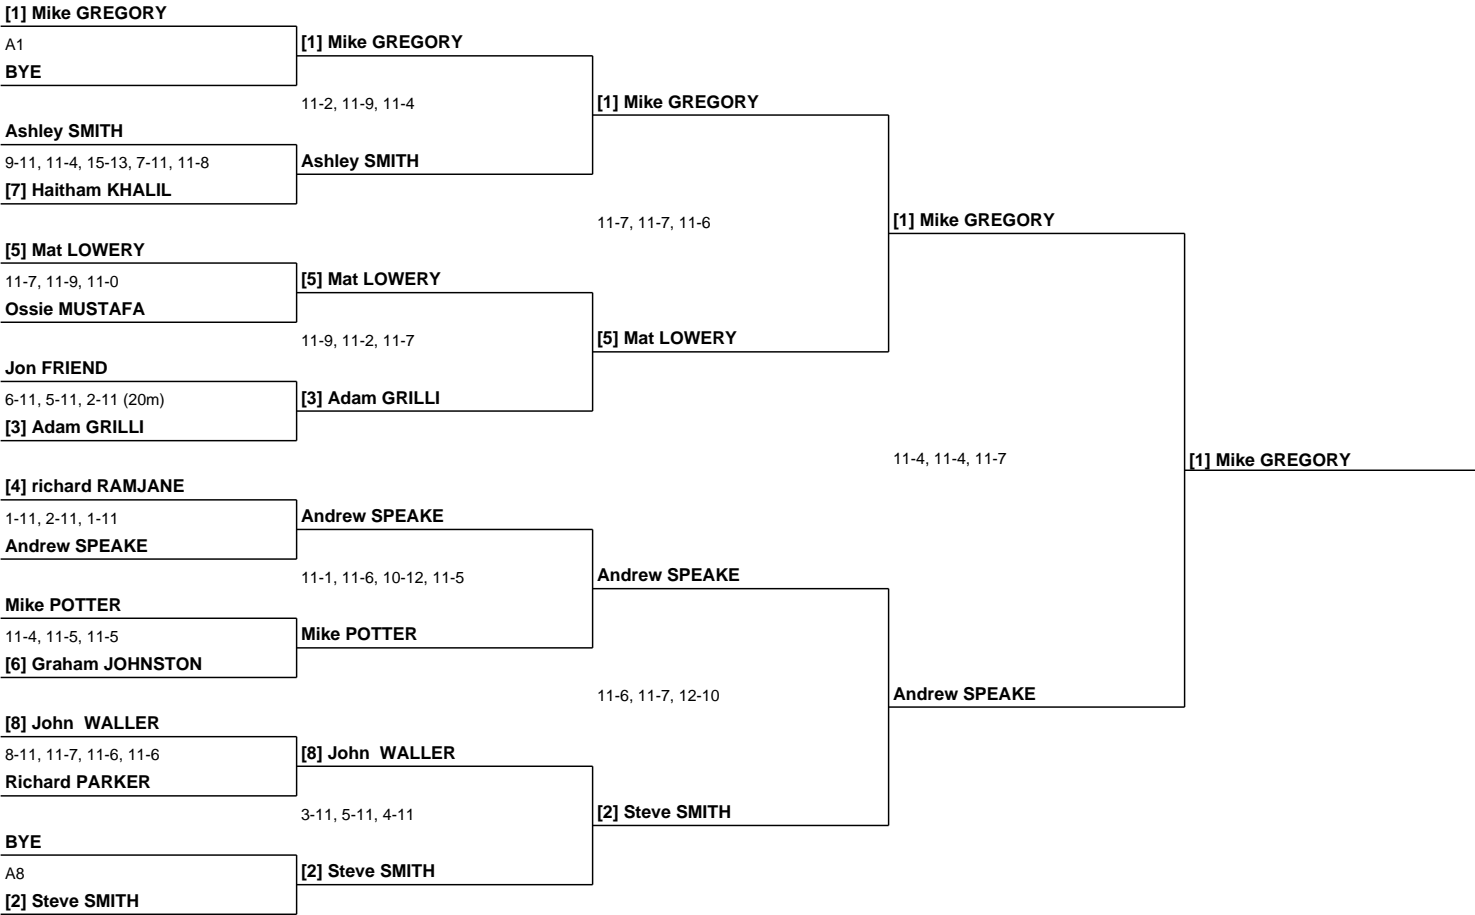 [1] Mike GREGORY
A1
BYE
Ashley SMITH
9-11, 11-4, 15-13, 7-11, 11-8
[7] Haitham KHALIL
[5] Mat LOWERY
11-7, 11-9, 11-0
Ossie MUSTAFA
Jon FRIEND
6-11, 5-11, 2-11 (20m)
[3] Adam GRILLI
[4] richard RAMJANE
1-11, 2-11, 1-11
Andrew SPEAKE
Mike POTTER
11-4, 11-5, 11-5
[6] Graham JOHNSTON
[8] John  WALLER
8-11, 11-7, 11-6, 11-6
Richard PARKER
BYE
A8
[2] Steve SMITH
[1] Mike GREGORY
11-2, 11-9, 11-4
Ashley SMITH
[5] Mat LOWERY
11-9, 11-2, 11-7
[3] Adam GRILLI
Andrew SPEAKE
11-1, 11-6, 10-12, 11-5
Mike POTTER
[8] John  WALLER
3-11, 5-11, 4-11
[2] Steve SMITH
[1] Mike GREGORY
11-7, 11-7, 11-6
[5] Mat LOWERY
Andrew SPEAKE
11-6, 11-7, 12-10
[2] Steve SMITH
[1] Mike GREGORY
11-4, 11-4, 11-7
Andrew SPEAKE
[1] Mike GREGORY